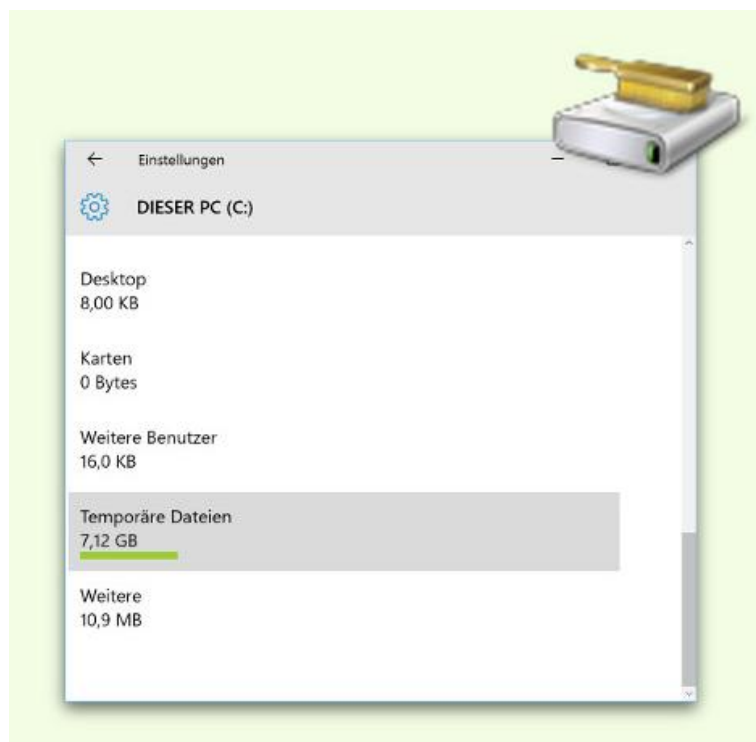 Einstellungen
DIESER PC (C:)
Desktop
8,00 KB
Karten
0 Bytes
Weitere Benutzer
16,0 KB
Temporäre Dateien
7,12 GB
Weitere
10,9 MB